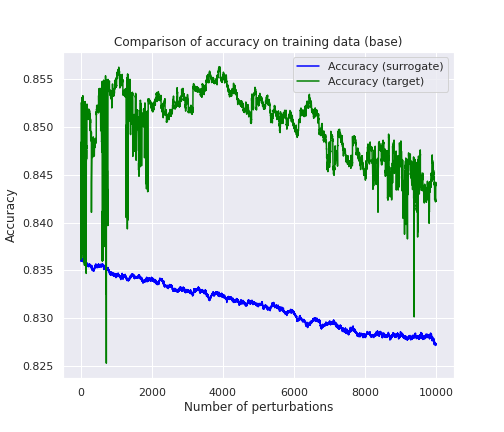 Comparison of accuracy on training data (base)
Accuracy (surrogate)
Accuracy (target)
0.855
0.850
0.845
0.840
0.835
0.830
0.825
Accuracy
0 2000 4000 6000 8000 10000
Number of perturbations